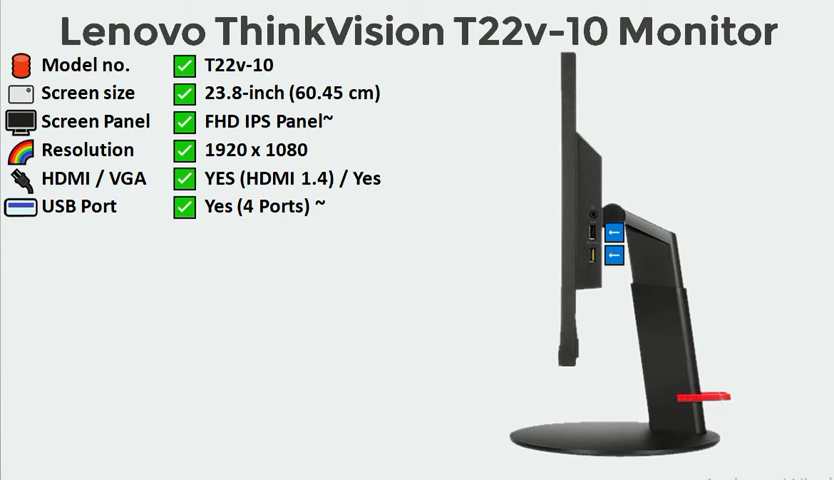 Lenovo ThinkVision T22v-10 Monitor
Model no. T22v-10
Screen size 23.8-inch (60.45 cm)
Screen Panel FHD IPS Panel~
Resolution 1920 x 1080
HDMI / VGA YES (HDMI 1.4) / Yes
USB Port Yes (4 Ports) ~